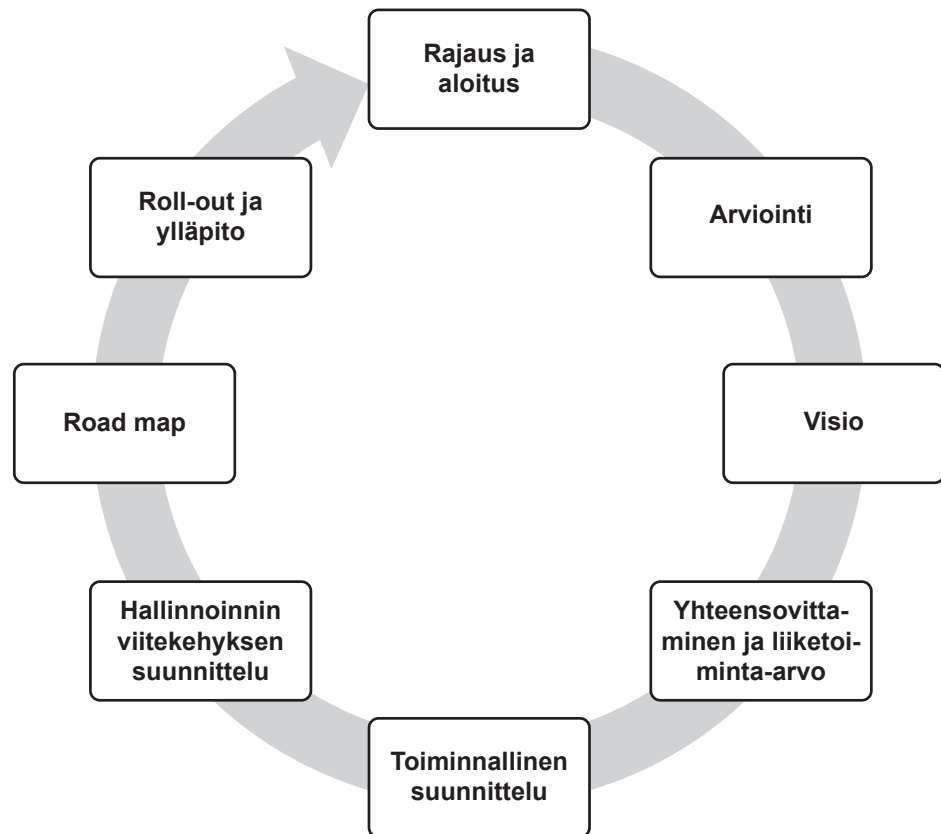 Rajaus ja
aloitus
Arviointi
Visio
Yhteensovitta-
minen ja liiketoi-
minta-arvo
Toiminnallinen
suunnittelu
Hallinnoinnin
viitekehyksen
suunnittelu
Road map
Roll-out ja
ylläpito